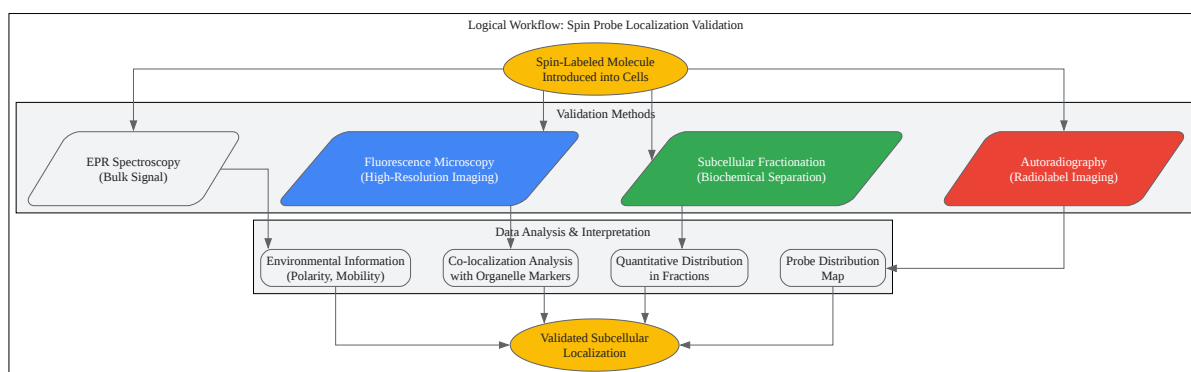 Logical Workflow: Spin Probe Localization Validation
Spin-Labeled Molecule
Introduced into Cells
Validation Methods
EPR Spectroscopy
(Bulk Signal)
Fluorescence Microscopy
(High-Resolution Imaging)
Subcellular Fractionation
(Biochemical Separation)
Autoradiography
(Radiolabel Imaging)
Data Analysis & Interpretation
Environmental Information
(Polarity, Mobility)
Co-localization Analysis
with Organelle Markers
Quantitative Distribution
in Fractions
Probe Distribution
Map
Validated Subcellular
Localization